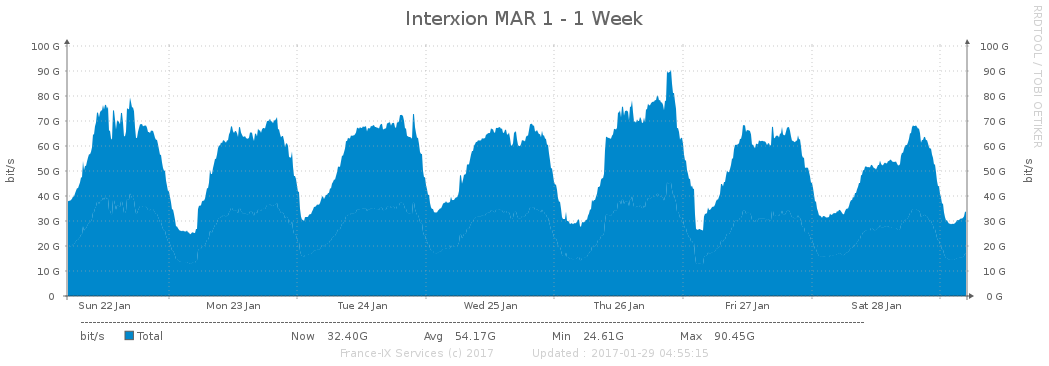 Interxion MAR 1 - 1 Week
RRDTOOL / TOBI OETIKER
bit/s
100 G 100 G
90 G 90 G
80 G 80 G
70 G 70 G
60 G 60 G
50 G 50 G
40 G 40 G
30 G 30 G
20 G 20 G
10 G 10 G
0 0 G
bit/s
Sun 22 Jan Mon 23 Jan Tue 24 Jan Wed 25 Jan Thu 26 Jan Fri 27 Jan Sat 28 Jan
bit/s Total Now 32.40G Avg 54.17G Min 24.61G Max 90.45G
France-IX Services (c) 2017 Updated : 2017-01-29 04:55:15